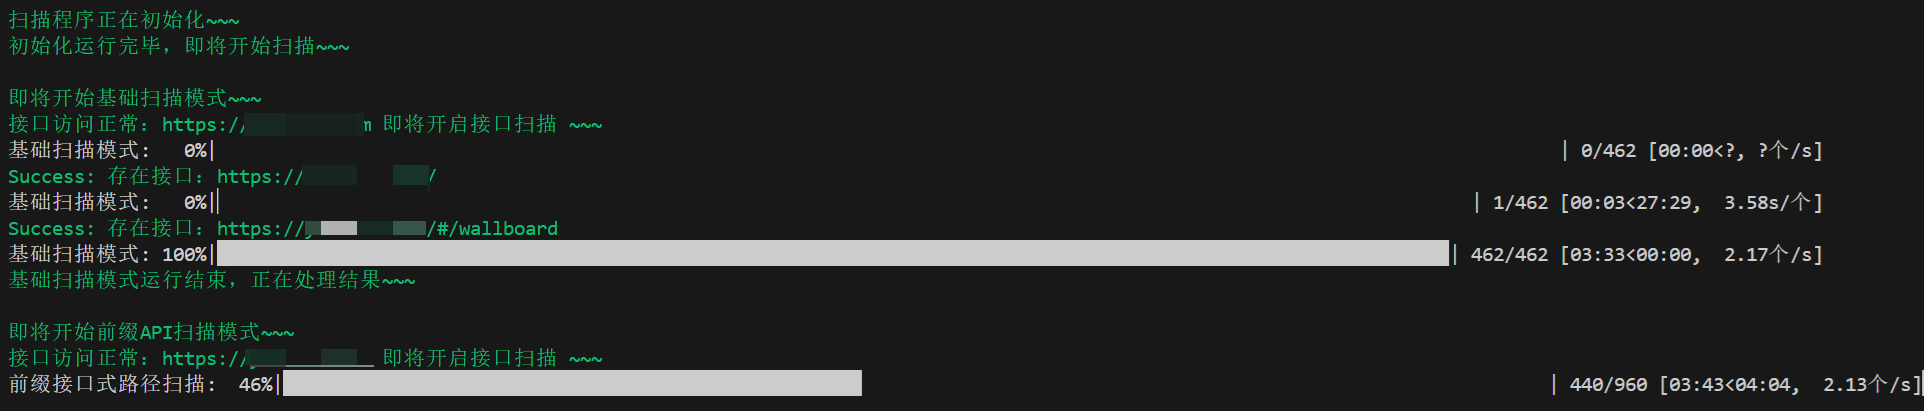 扫描程序正在初始化~~~
初始化运行完毕，即将开始扫描~~~
即将开始基础扫描模式~~~
接口访问正常：https:// m 即将开启接口扫描 ~~~
基础扫描模式:   0%| | 0/462 [00:00<?, ?个/s]
Success: 存在接口：https:// /
基础扫描模式:   0%| | 1/462 [00:03<27:29,  3.58s/个]
Success: 存在接口：https:// /#/wallboard
基础扫描模式: 100%| | 462/462 [03:33<00:00,  2.17个/s]
基础扫描模式运行结束，正在处理结果~~~
即将开始前缀API扫描模式~~~
接口访问正常：https:// 即将开启接口扫描 ~~~
前缀接口式路径扫描:  46%| | 440/960 [03:43<04:04,  2.13个/s]